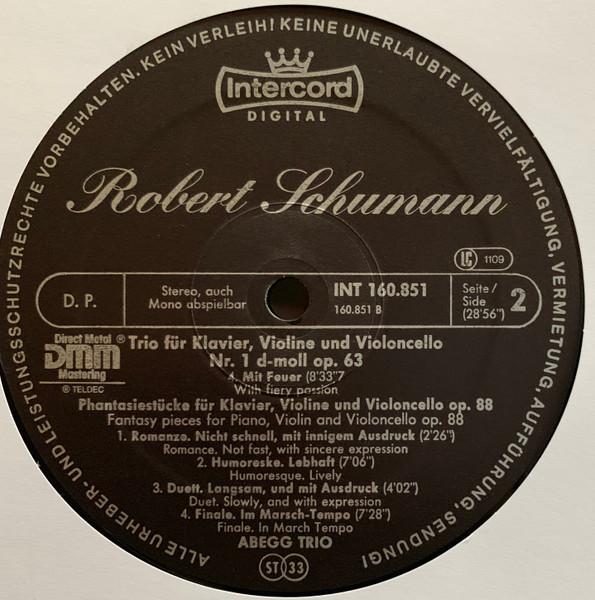 ALLE URHEBER- UND LEISTUNGSSCHUTZRECHTE VORBEHALTEN. KEIN VERLEIH! KEINE UNERLAUBTE VERVIELFÄLTIGUNG, VERMIETUNG, AUFFÜHRUNG, SENDUNG!
Intercord
DIGITAL
Robert Schumann
LC 1109
D. P.
Stereo, auch
Mono abspielbar
INT 160.851
160.851 B
Seite /
Side
(28'56")
2
Direct Metal
DMM
Mastering
® TELDEC
Trio für Klavier, Violine und Violoncello
Nr. 1 d-moll op. 63
4. Mit Feuer (8'33"7
With fiery passion
Phantasiestücke für Klavier, Violine und Violoncello op. 88
Fantasy pieces for Piano, Violin and Violoncello op. 88
1. Romanze. Nicht schnell, mit innigem Ausdruck (2'26")
Romance. Not fast, with sincere expression
2. Humoreske. Lebhaft (7'06")
Humoresque. Lively
3. Duett. Langsam, und mit Ausdruck (4'02")
Duet. Slowly, and with expression
4. Finale. Im Marsch-Tempo (7'28")
Finale. In March Tempo
ABEGG TRIO
ST 33